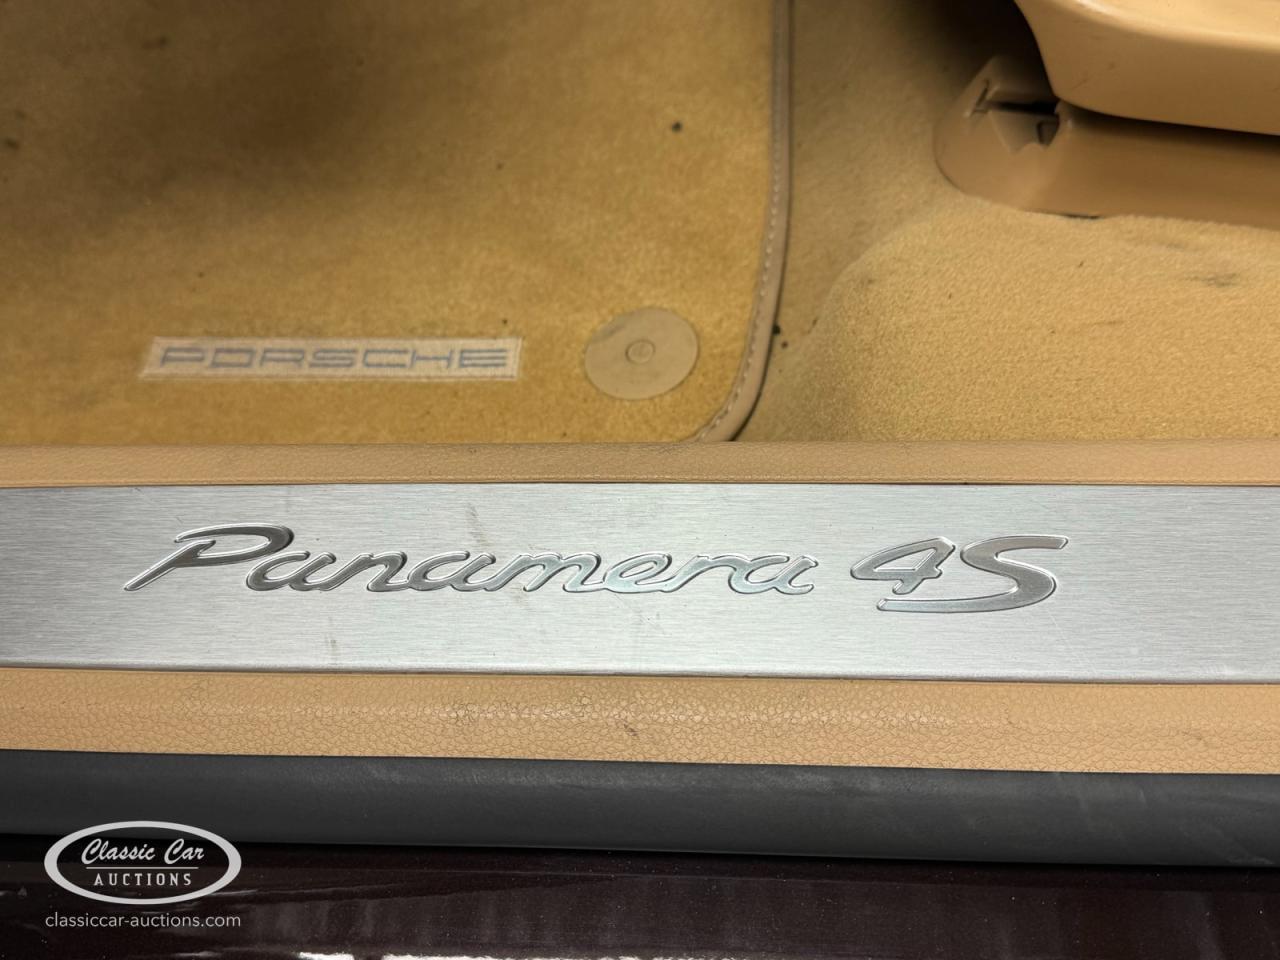 PORSCHE
Panamera 4S
Classic Car
AUCTIONS
classiccar-auctions.com